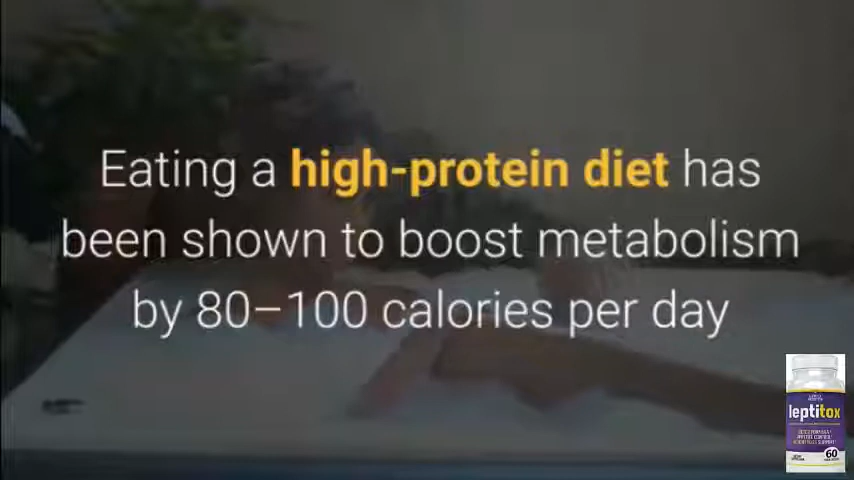 Eating a high-protein diet has
been shown to boost metabolism
by 80–100 calories per day
leptitox
60